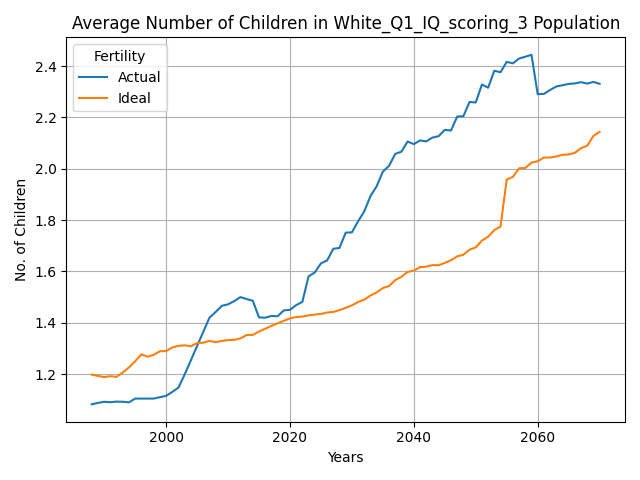 Average Number of Children in White_Q1_IQ_scoring_3 Population
Fertility
Actual
Ideal
No. of Children
2.4
2.2
2.0
1.8
1.6
1.4
1.2
2000
2020
2040
2060
Years